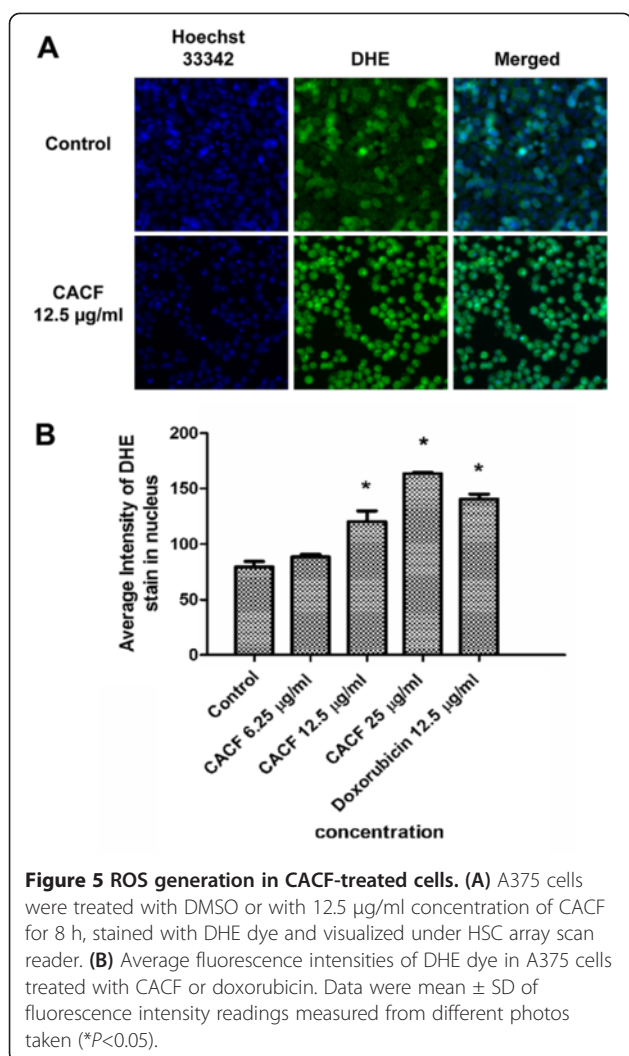 A
Hoechst 33342
DHE
Merged
Control
CACF 12.5 μg/ml
B
Average Intensity of DHE stain in nucleus
200
150
100
50
0
*
*
*
Control
CACF 6.25 μg/ml
CACF 12.5 μg/ml
CACF 25 μg/ml
Doxorubicin 12.5 μg/ml
concentration
Figure 5 ROS generation in CACF-treated cells. (A) A375 cells
were treated with DMSO or with 12.5 μg/ml concentration of CACF
for 8 h, stained with DHE dye and visualized under HSC array scan
reader. (B) Average fluorescence intensities of DHE dye in A375 cells
treated with CACF or doxorubicin. Data were mean ± SD of
fluorescence intensity readings measured from different photos
taken (*P<0.05).